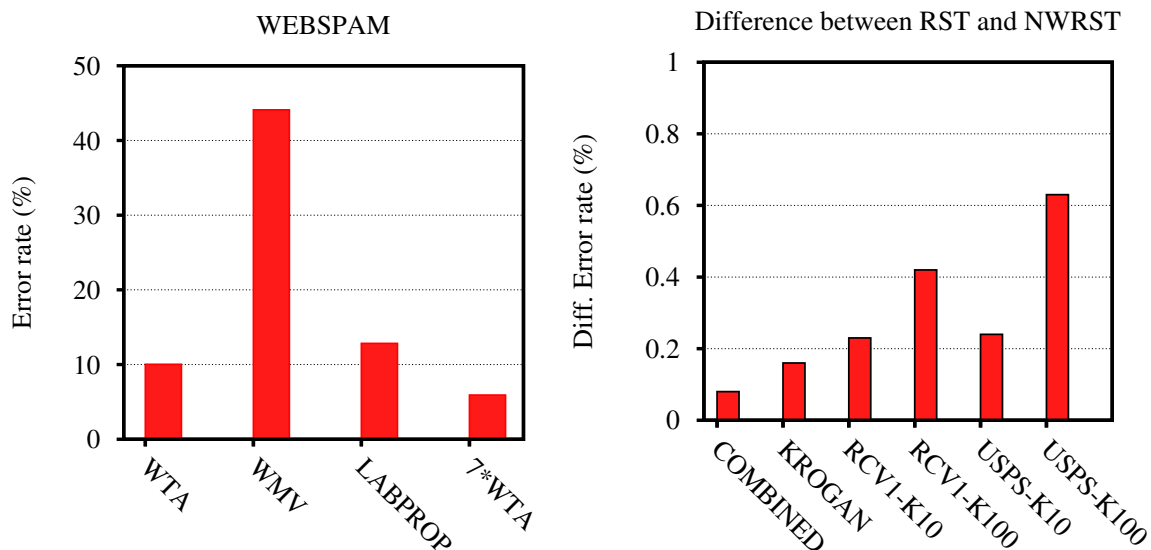 WEBSPAM
Error rate (%)
50
40
30
20
10
0
WTA
WMV
LABPROP
7*WTA
Difference between RST and NWRST
Diff. Error rate (%)
1
0.8
0.6
0.4
0.2
0
COMBINED
KROGAN
RCV1-K10
RCV1-K100
USPS-K10
USPS-K100